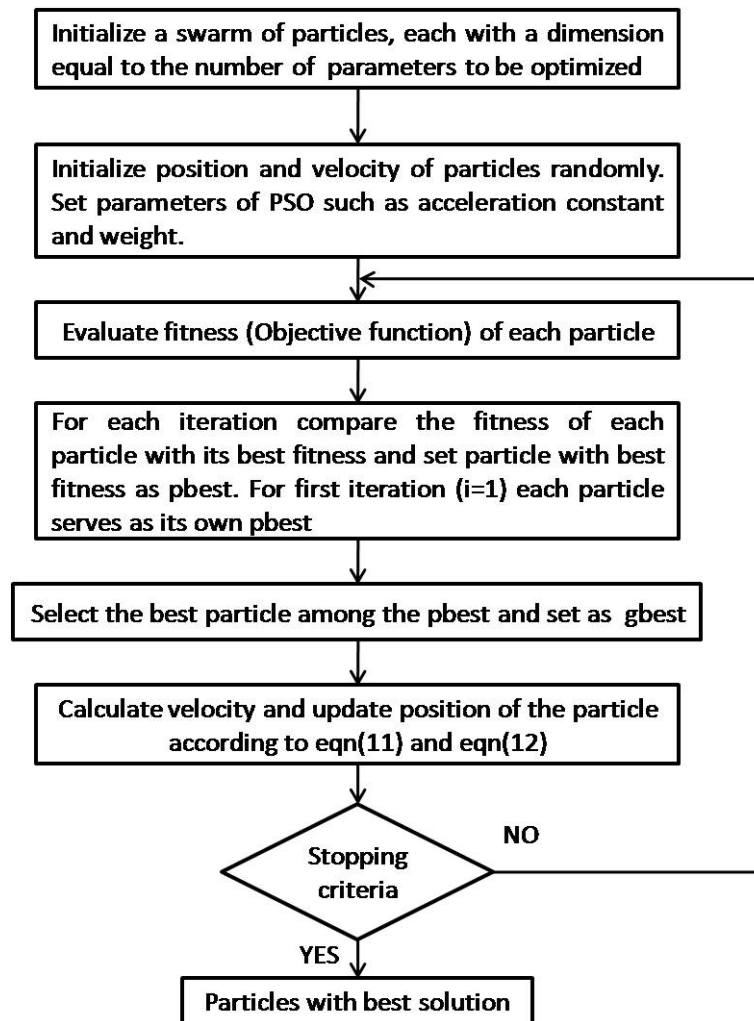 Initialize a swarm of particles, each with a dimension
equal to the number of parameters to be optimized
Initialize position and velocity of particles randomly.
Set parameters of PSO such as acceleration constant
and weight.
Evaluate fitness (Objective function) of each particle
For each iteration compare the fitness of each
particle with its best fitness and set particle with best
fitness as pbest. For first iteration (i=1) each particle
serves as its own pbest
Select the best particle among the pbest and set as gbest
Calculate velocity and update position of the particle
according to eqn(11) and eqn(12)
Stopping
criteria
NO
YES
Particles with best solution